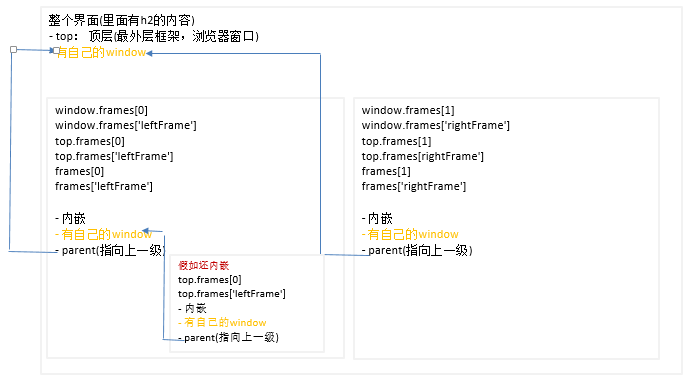 整个界面(里面有h2的内容)
- top： 顶层(最外层框架，浏览器窗口)
- 有自己的window
window.frames[0]
window.frames['leftFrame']
top.frames[0]
top.frames['leftFrame']
frames[0]
frames['leftFrame']
- 内嵌
- 有自己的window
- parent(指向上一级)
假如还内嵌
top.frames[0]
top.frames['leftFrame']
- 内嵌
- 有自己的window
- parent(指向上一级)
window.frames[1]
window.frames['rightFrame']
top.frames[1]
top.frames[rightFrame']
frames[1]
frames['rightFrame']
- 内嵌
- 有自己的window
- parent(指向上一级)